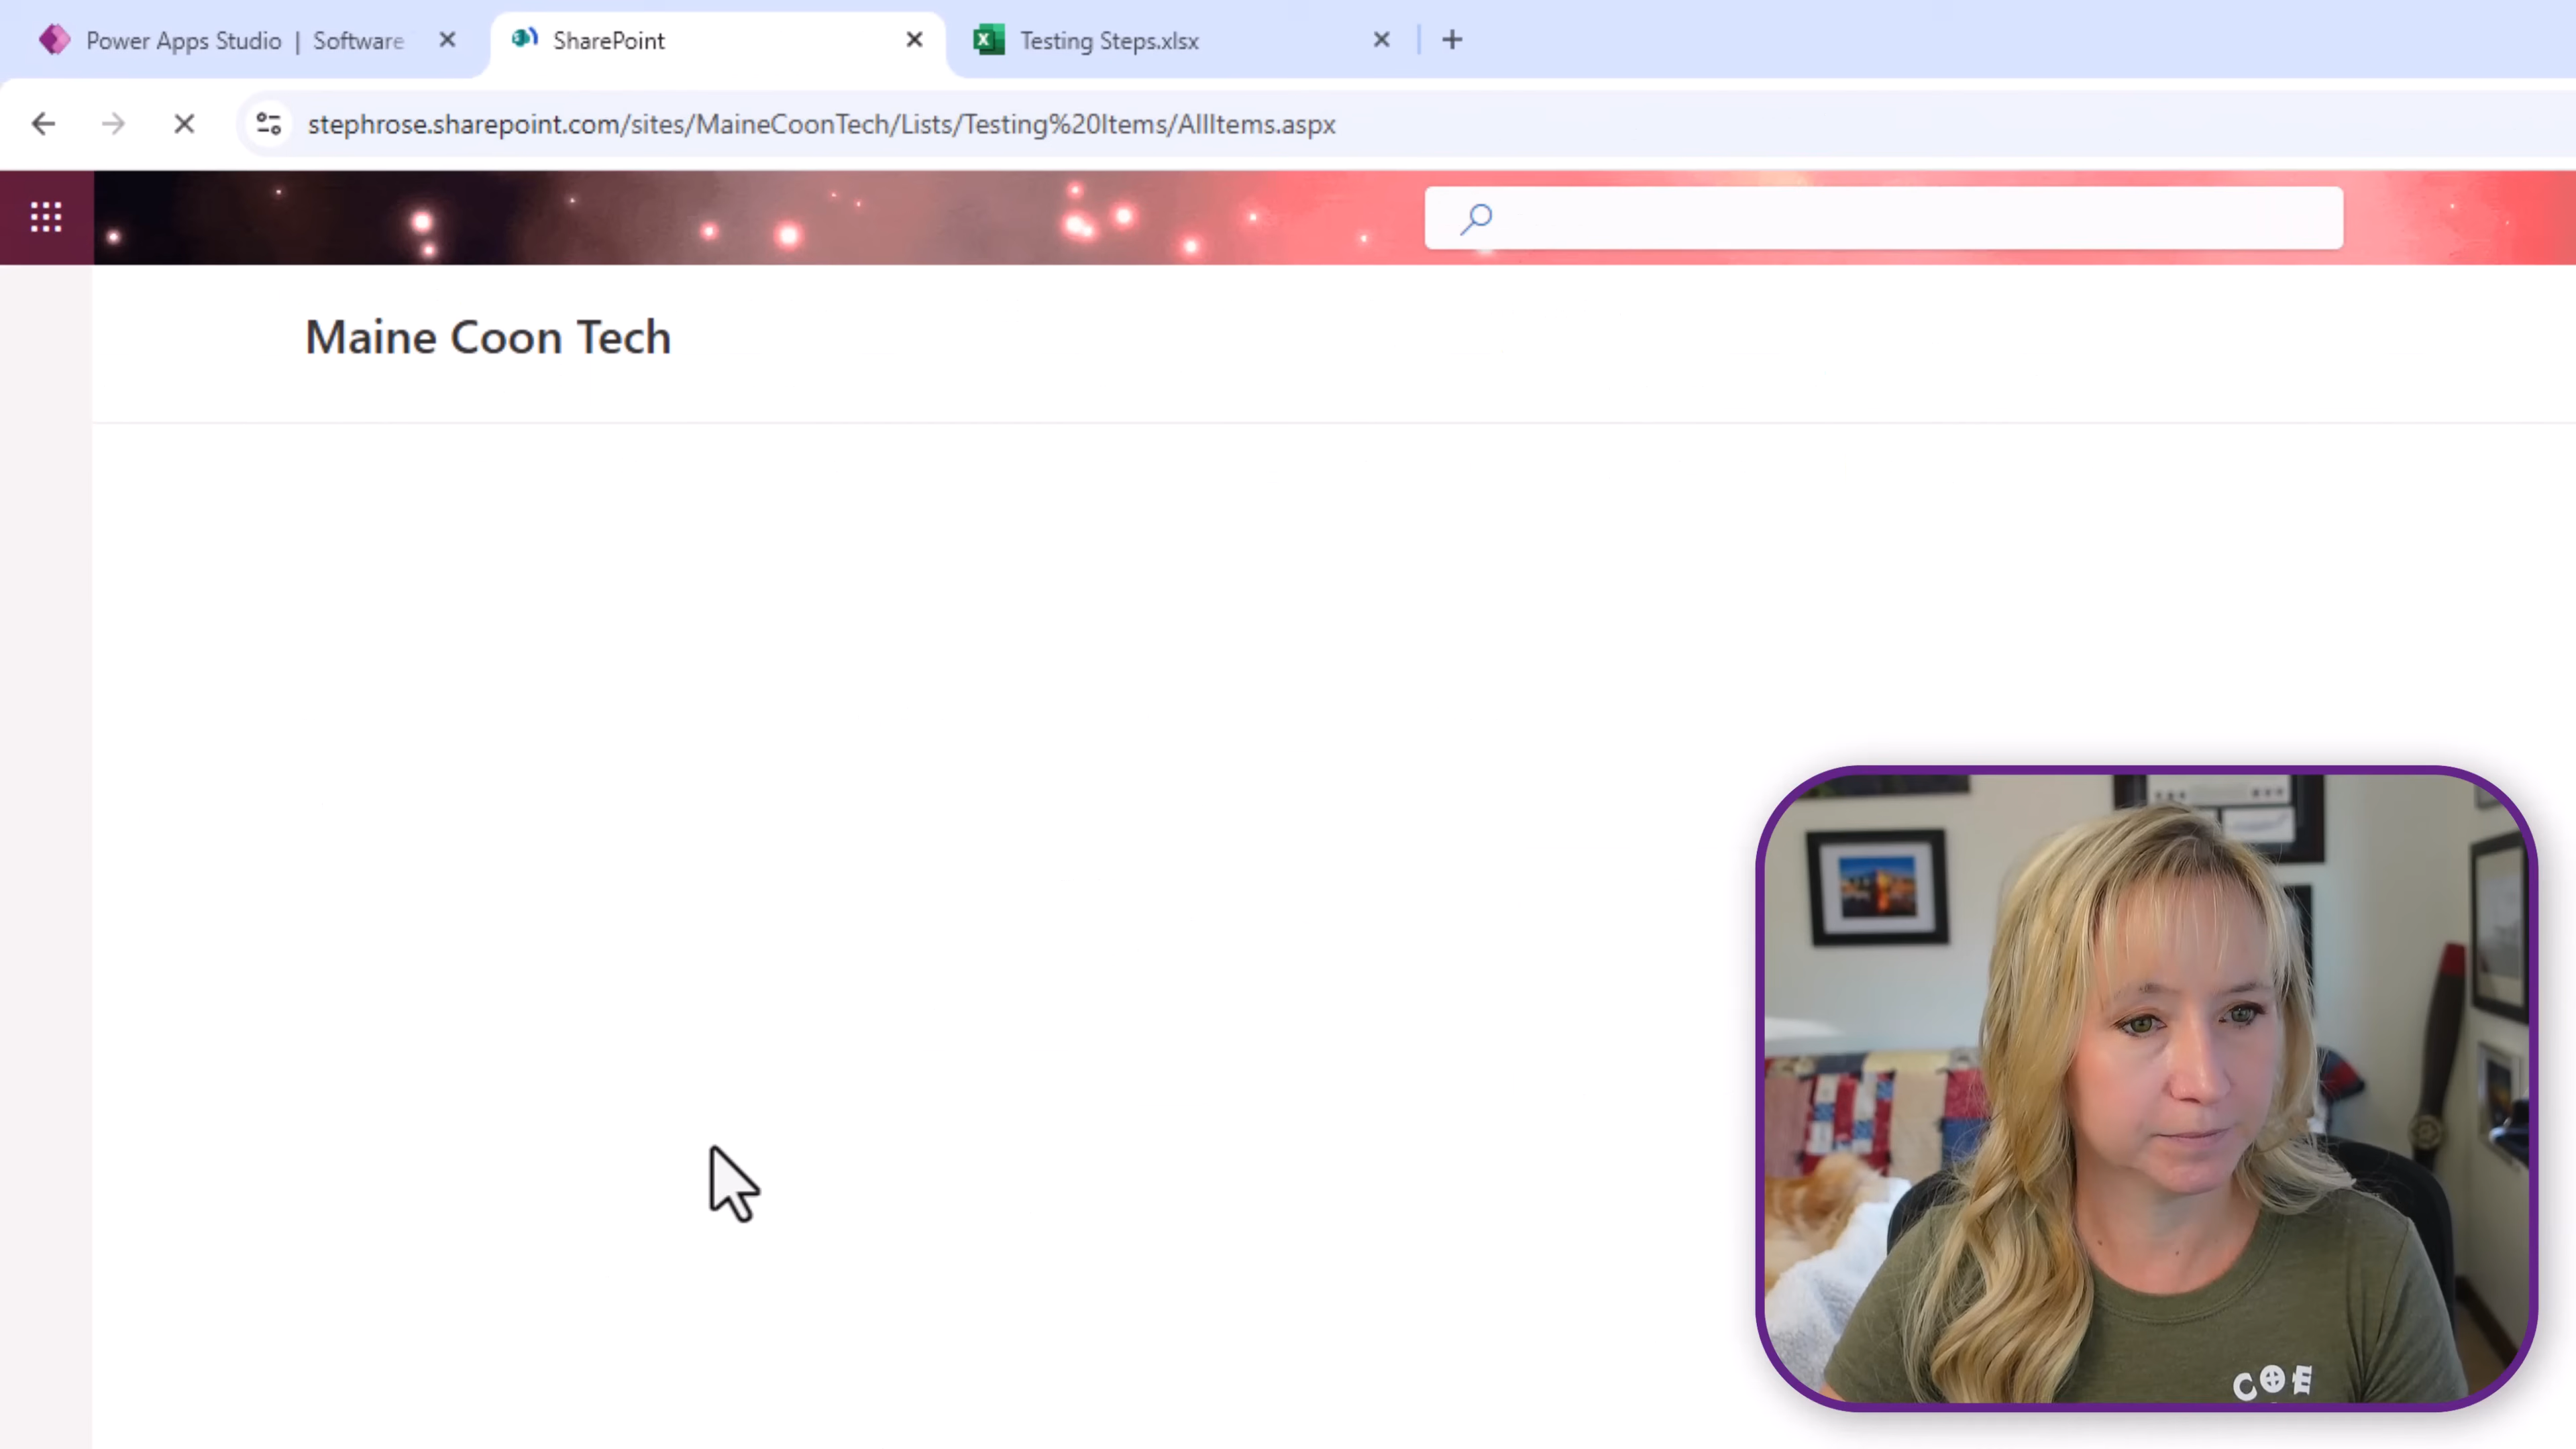 Power Apps Studio | Software
SharePoint
Testing Steps.xlsx
stephrose.sharepoint.com/sites/MaineCoonTech/Lists/Testing%20Items/AllItems.aspx
Maine Coon Tech
COE